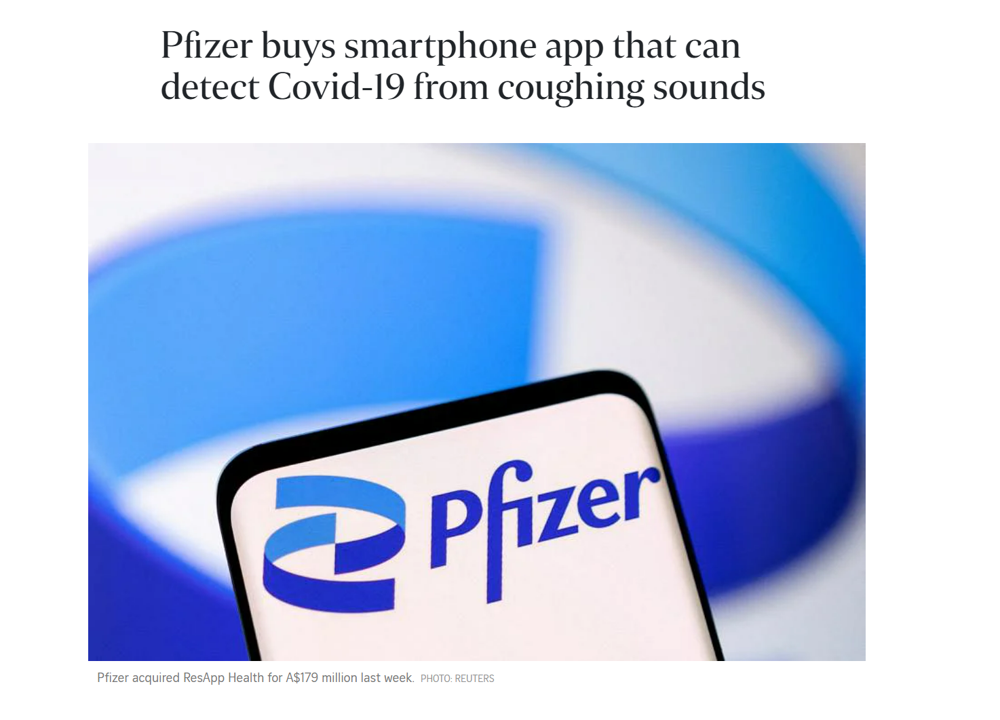 Pfizer buys smartphone app that can
detect Covid-19 from coughing sounds
Pfizer
Pfizer acquired ResApp Health for A$179 million last week. PHOTO: REUTERS